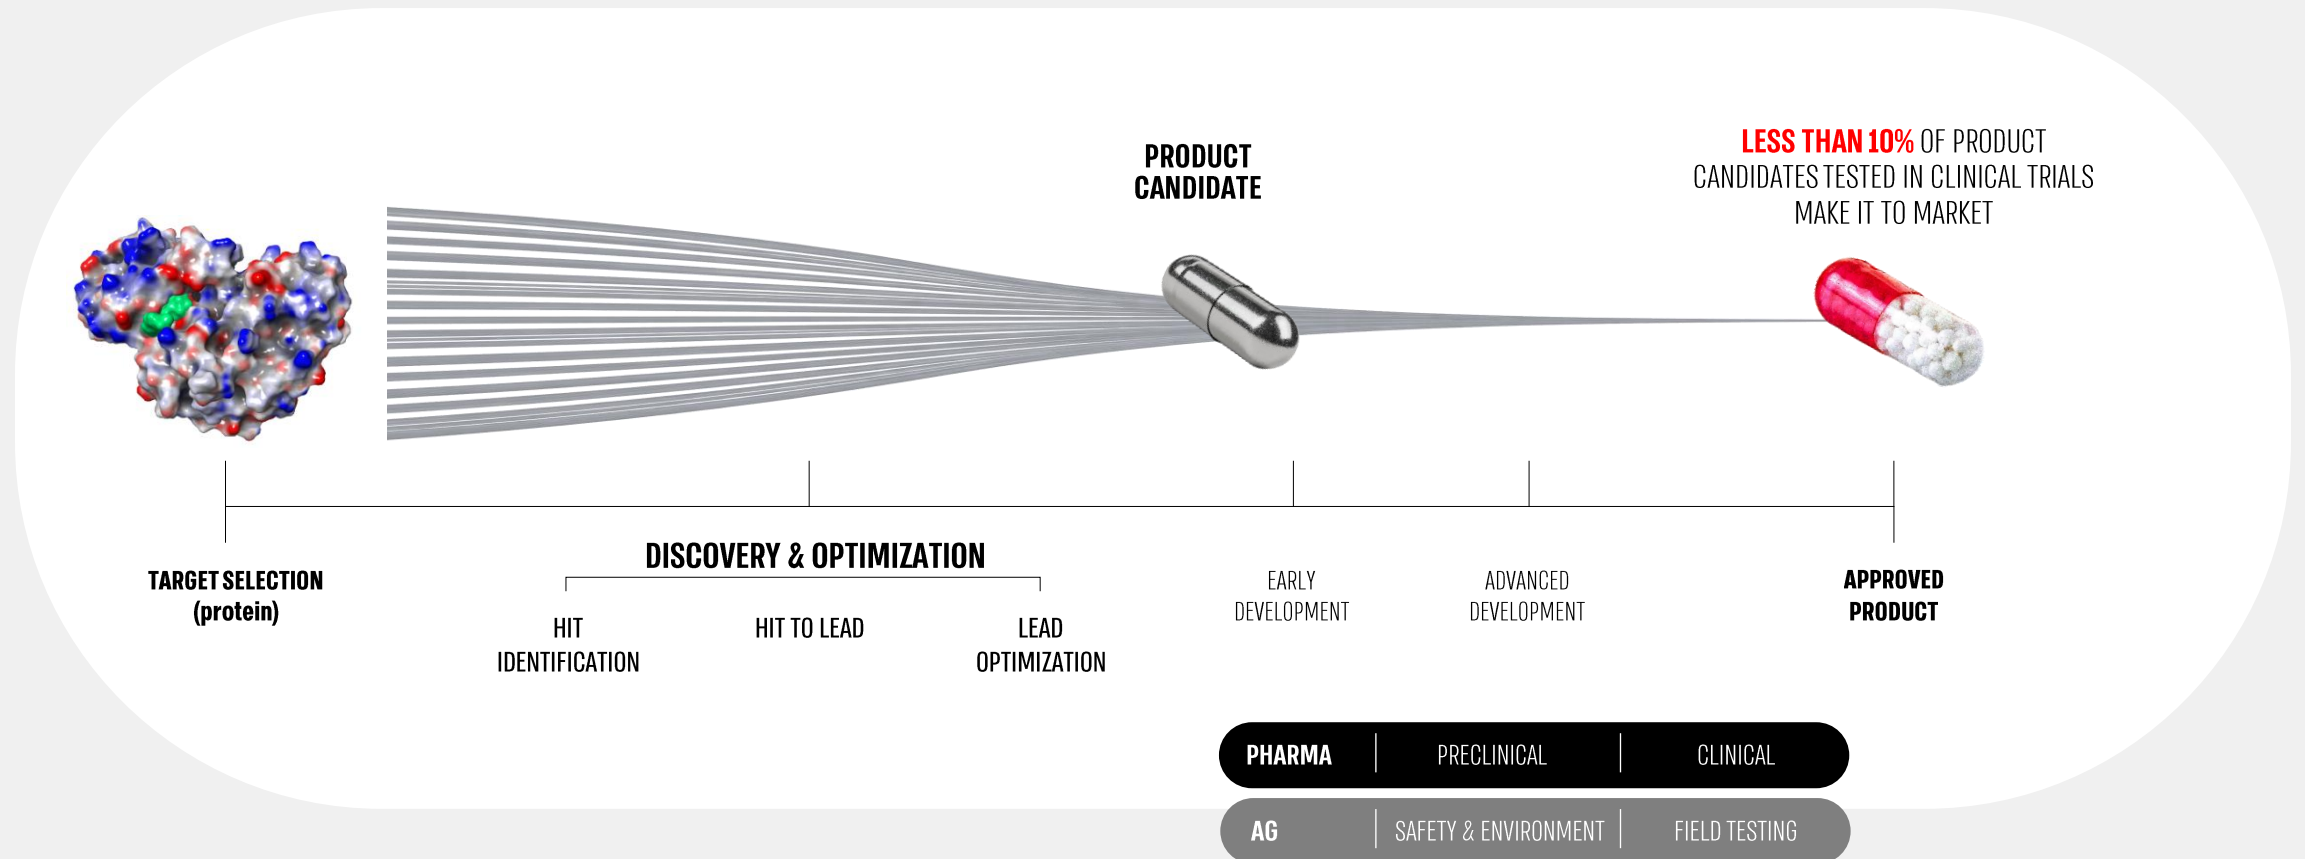 PRODUCT
CANDIDATE
LESS THAN 10% OF PRODUCT
CANDIDATES TESTED IN CLINICAL TRIALS
MAKE IT TO MARKET
TARGET SELECTION
(protein)
DISCOVERY & OPTIMIZATION
HIT
IDENTIFICATION
HIT TO LEAD
LEAD
OPTIMIZATION
EARLY
DEVELOPMENT
ADVANCED
DEVELOPMENT
APPROVED
PRODUCT
PHARMA PRECLINICAL CLINICAL
AG SAFETY & ENVIRONMENT FIELD TESTING